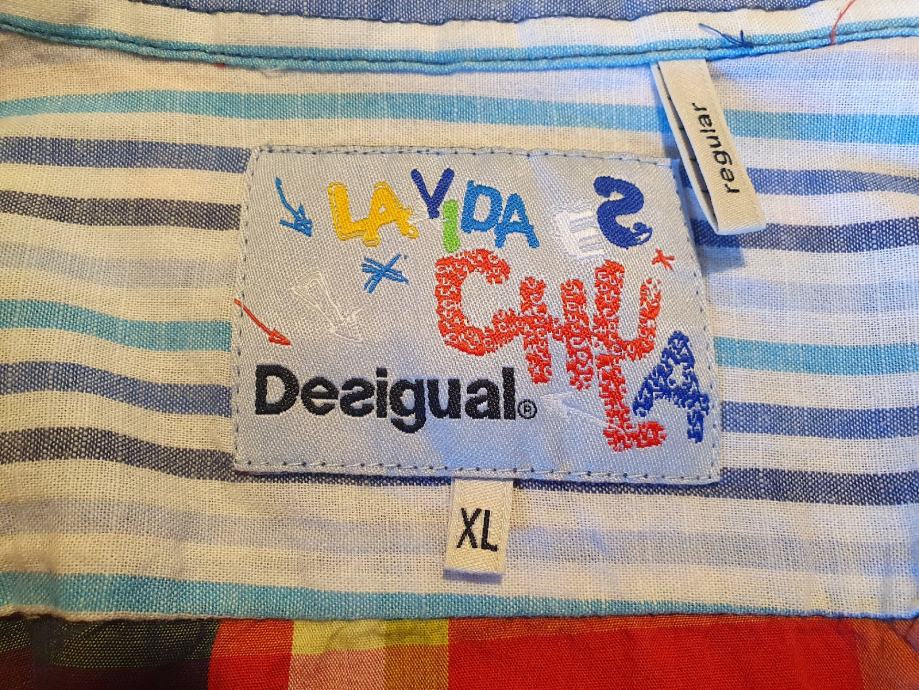 regular
LA VIDA ES
CHULA
Desigual®
XL